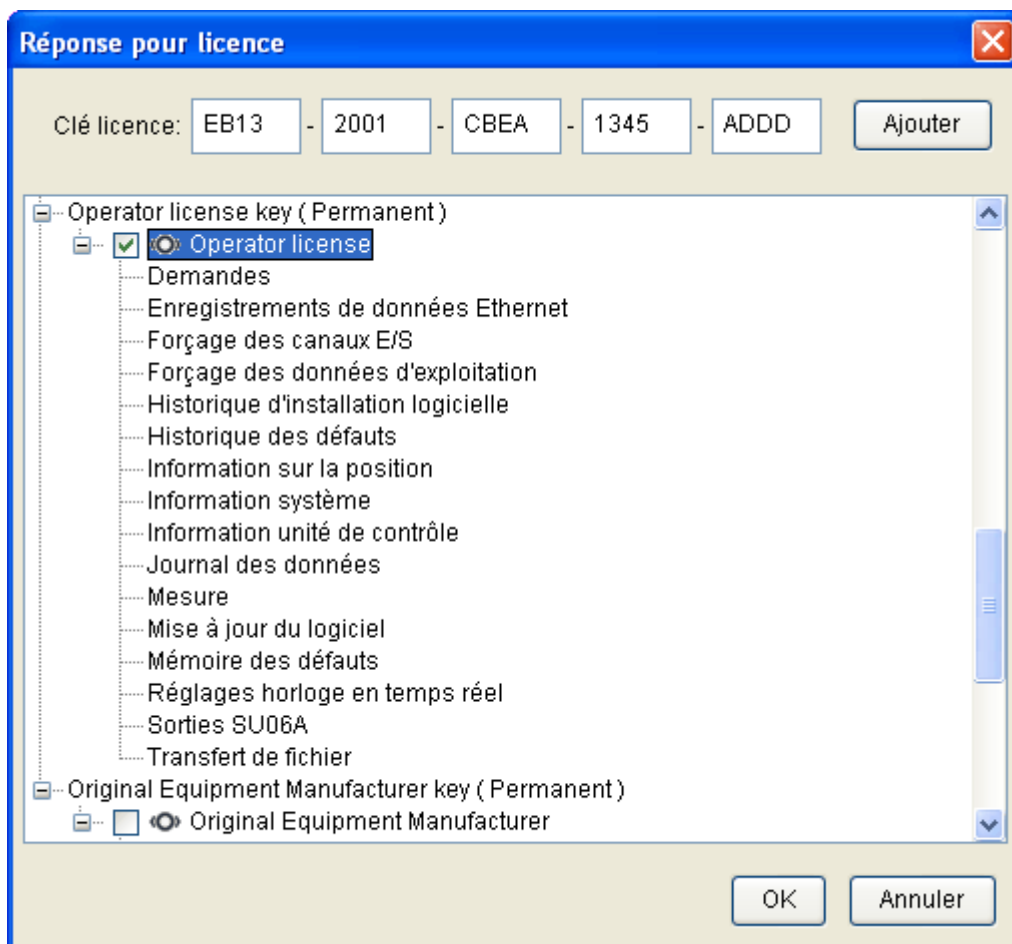 Réponse pour licence
Clé licence: EB13 - 2001 - CBEA - 1345 - ADDD Ajouter
Operator license key ( Permanent )
Operator license
Demandes
Enregistrements de données Ethernet
Forçage des canaux E/S
Forçage des données d'exploitation
Historique d'installation logicielle
Historique des défauts
Information sur la position
Information système
Information unité de contrôle
Journal des données
Mesure
Mise à jour du logiciel
Mémoire des défauts
Réglages horloge en temps réel
Sorties SU06A
Transfert de fichier
Original Equipment Manufacturer key ( Permanent )
Original Equipment Manufacturer
OK Annuler